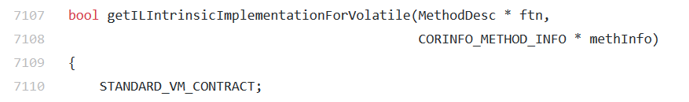 7107 bool getILIntrinsicImplementationForVolatile(MethodDesc * ftn,
7108 CORINFO_METHOD_INFO * methInfo)
7109 {
7110 STANDARD_VM_CONTRACT;